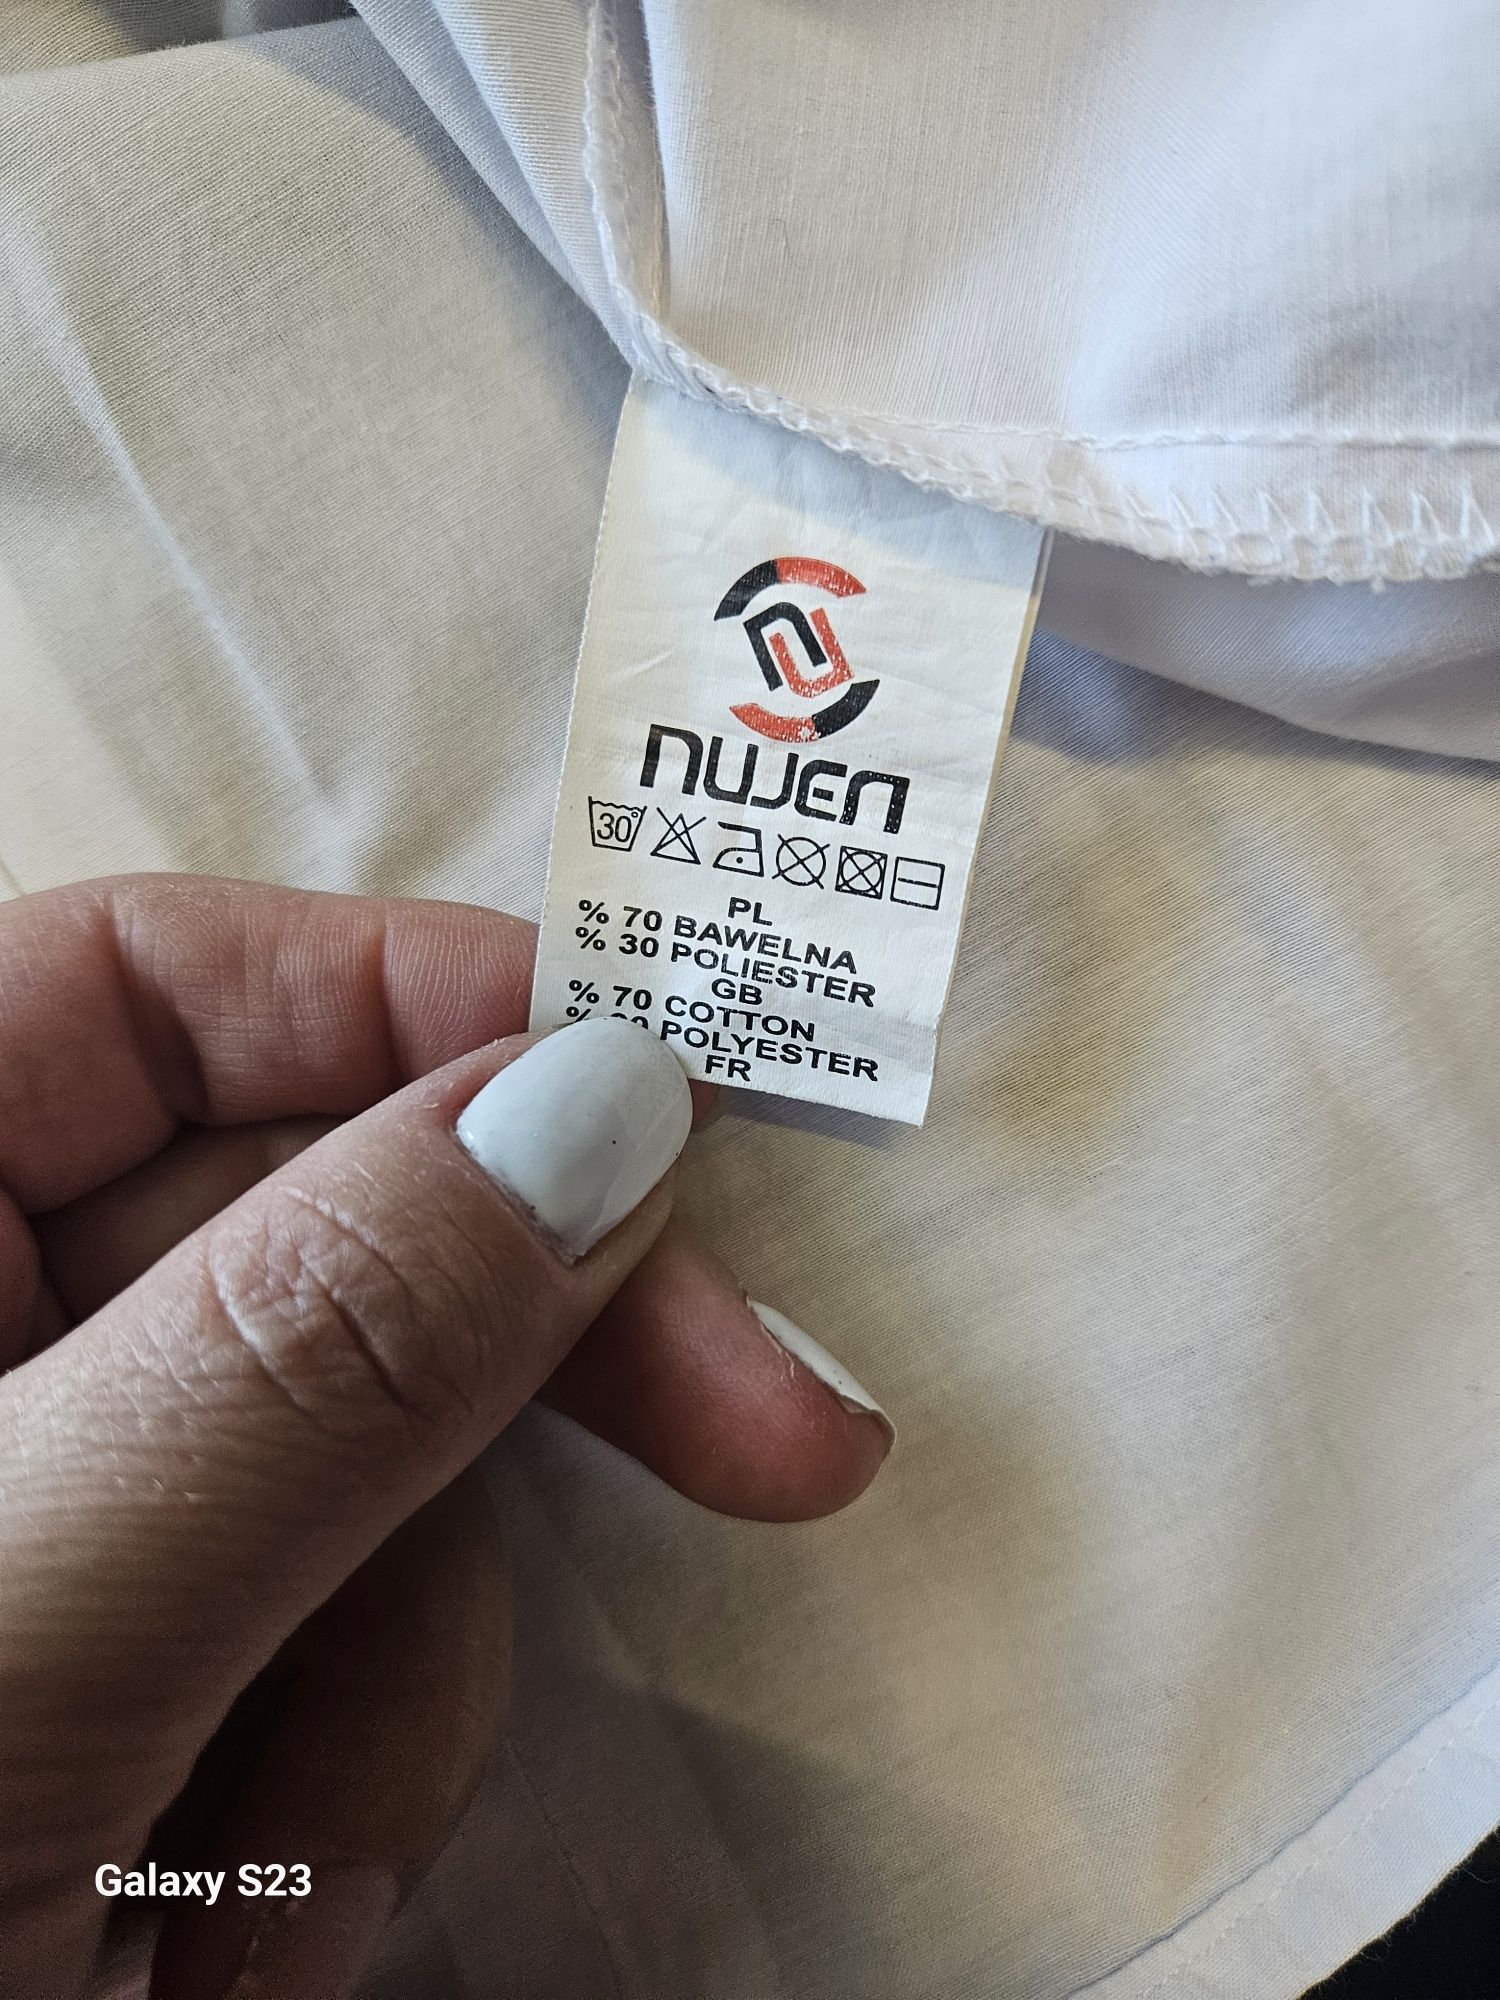 NUJEN
30°
PL
% 70 BAWELNA
% 30 POLIESTER
GB
% 70 COTTON
% POLYESTER
FR
Galaxy S23